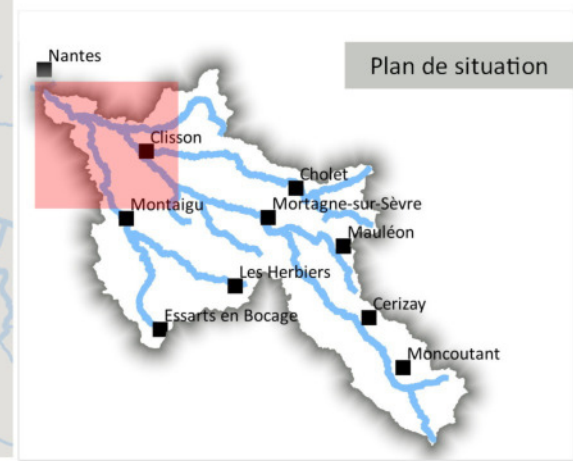 Nantes
Plan de situation
Clisson
Cholet
Montaigu
Mortagne-sur-Sèvre
Mauléon
Les Herbiers
Essarts en Bocage
Cerizay
Moncoutant